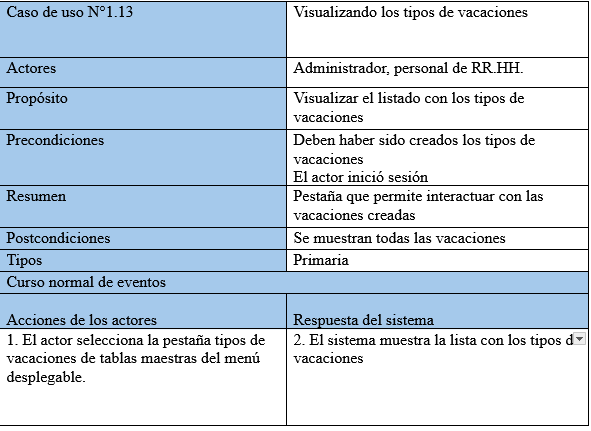 Caso de uso N°1.13
Visualizando los tipos de vacaciones
Actores
Administrador, personal de RR.HH.
Propósito
Visualizar el listado con los tipos de
vacaciones
Precondiciones
Deben haber sido creados los tipos de
vacaciones
El actor inició sesión
Resumen
Pestaña que permite interactuar con las
vacaciones creadas
Postcondiciones
Se muestran todas las vacaciones
Tipos
Primaria
Curso normal de eventos
Acciones de los actores
Respuesta del sistema
1. El actor selecciona la pestaña tipos de
vacaciones de tablas maestras del menú
desplegable.
2. El sistema muestra la lista con los tipos de
vacaciones